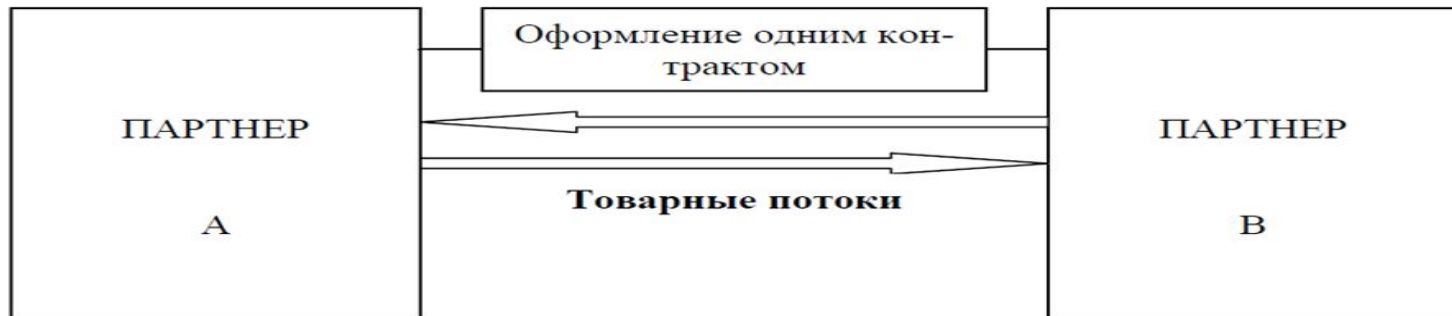 Оформление одним кон-
трактом
ПАРТНЕР
ПАРТНЕР
Товарные потоки
А
В